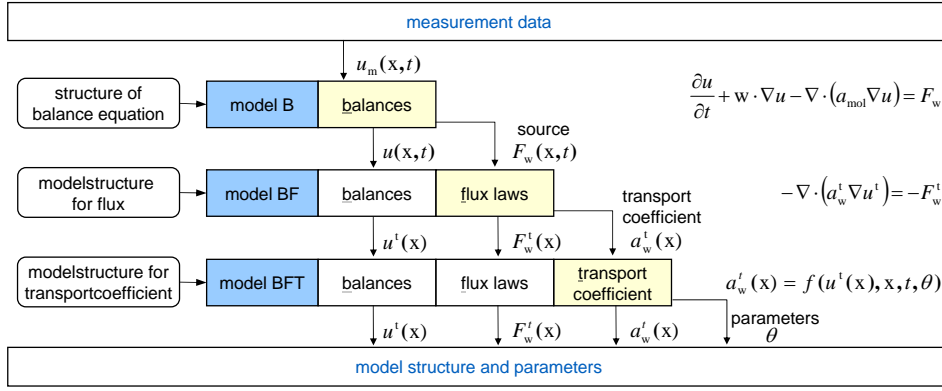 measurement data
u_m(x,t)
structure of
balance equation
model B
balances
∂u/∂t + w · ∇u − ∇ · (a_mol ∇u) = F_w
source
u(x,t)
F_w(x,t)
modelstructure
for flux
model BF
balances
flux laws
− ∇ · (a_w^t ∇u^t) = −F_w^t
transport
coefficient
u^t(x)
F_w^t(x)
a_w^t(x)
modelstructure for
transportcoefficient
model BFT
balances
flux laws
transport
coefficient
a_w^t(x) = f(u^t(x), x, t, θ)
parameters
u^t(x)
F_w^t(x)
a_w^t(x)
θ
model structure and parameters